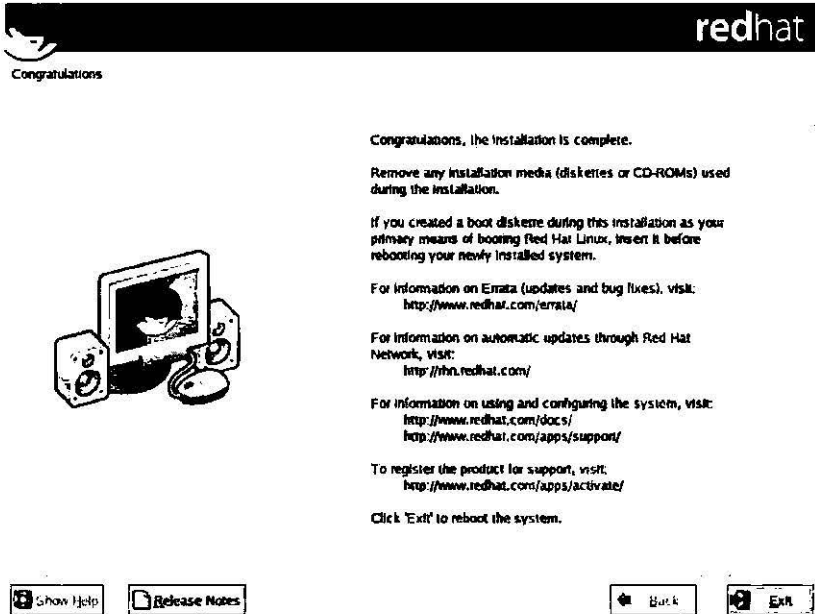 redhat
Congratulations
Congratulations, the installation is complete.
Remove any installation media (diskettes or CD-ROMs) used
during the installation.
If you created a boot diskette during this installation as your
primary means of booting Red Hat Linux, insert it before
rebooting your newly installed system.
For information on Errata (updates and bug fixes), visit:
http://www.redhat.com/errata/
For information on automatic updates through Red Hat
Network, visit:
http://rhn.redhat.com/
For information on using and configuring the system, visit:
http://www.redhat.com/docs/
http://www.redhat.com/apps/support/
To register the product for support, visit:
http://www.redhat.com/apps/activate/
Click 'Exit' to reboot the system.
Show Help
Release Notes
Back
Exit